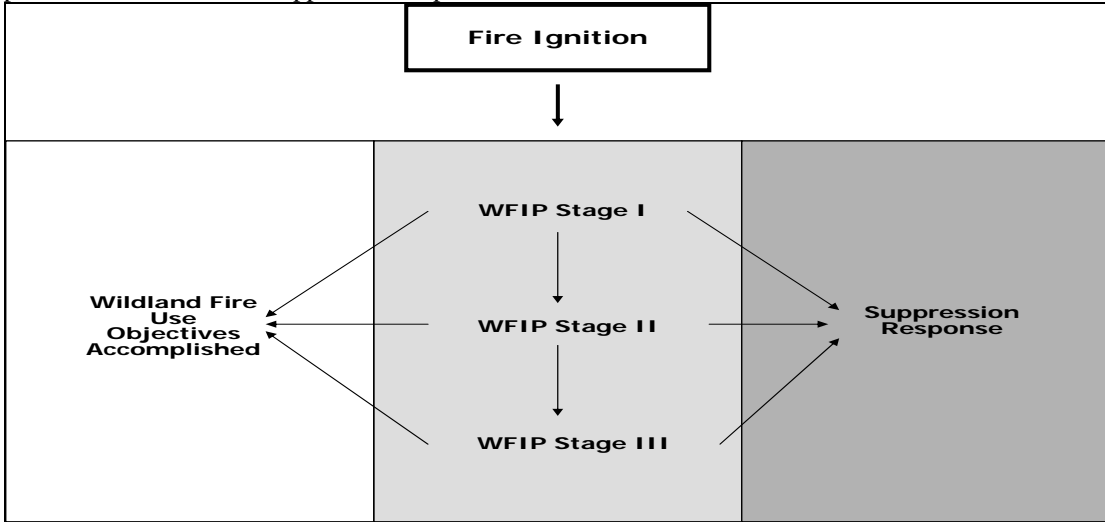 Fire Ignition
WFIP Stage I
Wildland Fire
Use
Objectives
Accomplished
WFIP Stage II
Suppression
Response
WFIP Stage III